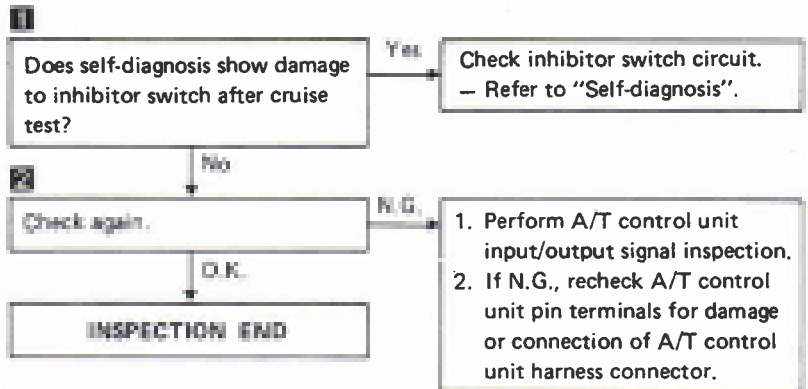 1
Does self-diagnosis show damage
to inhibitor switch after cruise
test?
Yes
Check inhibitor switch circuit.
— Refer to "Self-diagnosis".
No
2
Check again.
N.G.
1. Perform A/T control unit
input/output signal inspection.
2. If N.G., recheck A/T control
unit pin terminals for damage
or connection of A/T control
unit harness connector.
O.K.
INSPECTION END